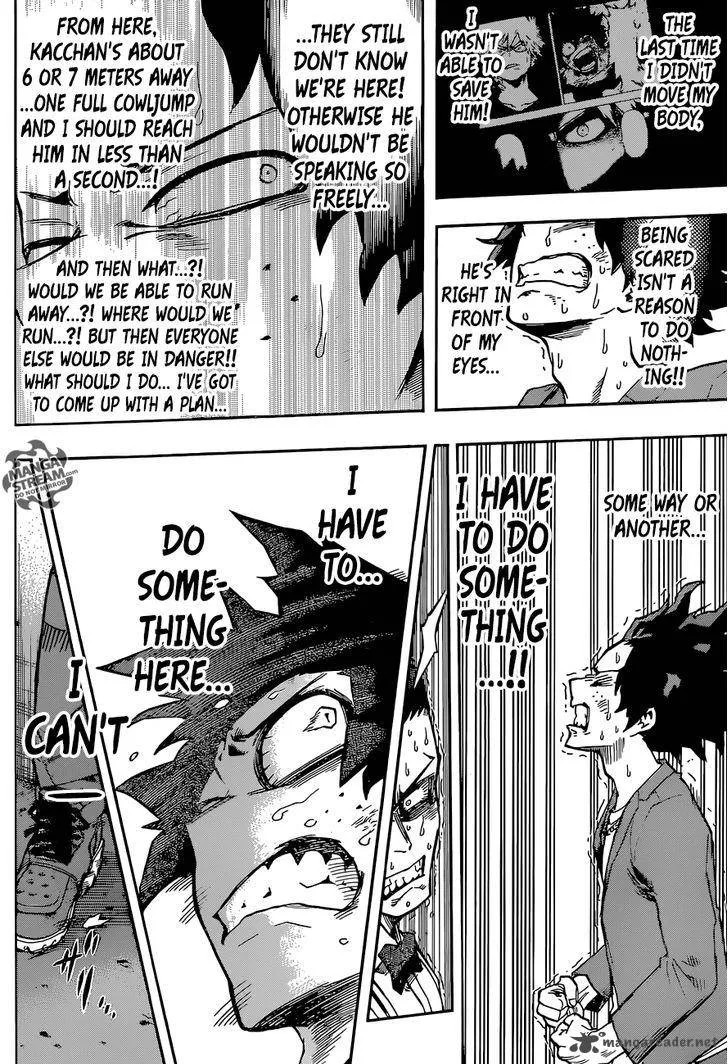 THE
LAST TIME
I DIDN'T
MOVE MY
BODY,
I
WASN'T
ABLE TO
SAVE
HIM!
...THEY STILL
DON'T KNOW
WE'RE HERE!
OTHERWISE HE
WOULDN'T BE
SPEAKING SO
FREELY...
FROM HERE,
KACCHAN'S ABOUT
6 OR 7 METERS AWAY
...ONE FULL COWLJUMP
AND I SHOULD REACH
HIM IN LESS THAN
A SECOND...!
AND THEN WHAT...?!
WOULD WE BE ABLE TO RUN
AWAY...?! WHERE WOULD WE
RUN...?! BUT THEN EVERYONE
ELSE WOULD BE IN DANGER!!
WHAT SHOULD I DO... I'VE GOT
TO COME UP WITH A PLAN...
BEING
SCARED
ISN'T
A
REASON
TO DO
NOTH-
ING!!
HE'S
RIGHT IN
FRONT
OF MY
EYES...
SOME WAY OR
ANOTHER...
I HAVE
TO DO
SOME-
THING
...!!
I
HAVE
TO...
DO
SOME-
THING
HERE...
I
CAN'T
—
MANGA
STREAM.com
DO NOT MIRROR
mangareader.net